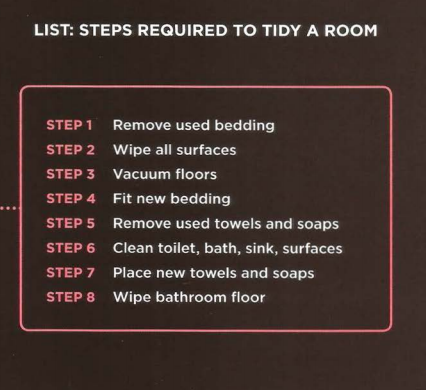 LIST: STEPS REQUIRED TO TIDY A ROOM
STEP 1 Remove used bedding
STEP 2 Wipe all surfaces
STEP 3 Vacuum floors
STEP 4 Fit new bedding
STEP 5 Remove used towels and soaps
STEP 6 Clean toilet, bath, sink, surfaces
STEP 7 Place new towels and soaps
STEP 8 Wipe bathroom floor